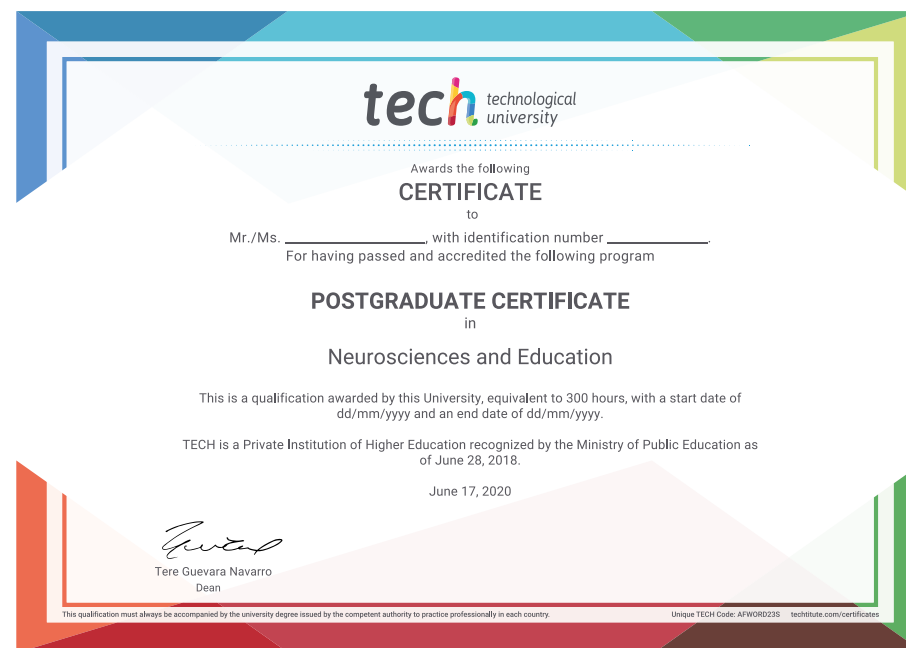 tech technological
university
Awards the following
CERTIFICATE
to
Mr./Ms. ____________________, with identification number ______________.
For having passed and accredited the following program
POSTGRADUATE CERTIFICATE
in
Neurosciences and Education
This is a qualification awarded by this University, equivalent to 300 hours, with a start date of
dd/mm/yyyy and an end date of dd/mm/yyyy.
TECH is a Private Institution of Higher Education recognized by the Ministry of Public Education as
of June 28, 2018.
June 17, 2020
Tere Guevara Navarro
Dean
This qualification must always be accompanied by the university degree issued by the competent authority to practice professionally in each country.
Unique TECH Code: AFWORD23S techtitute.com/certificates